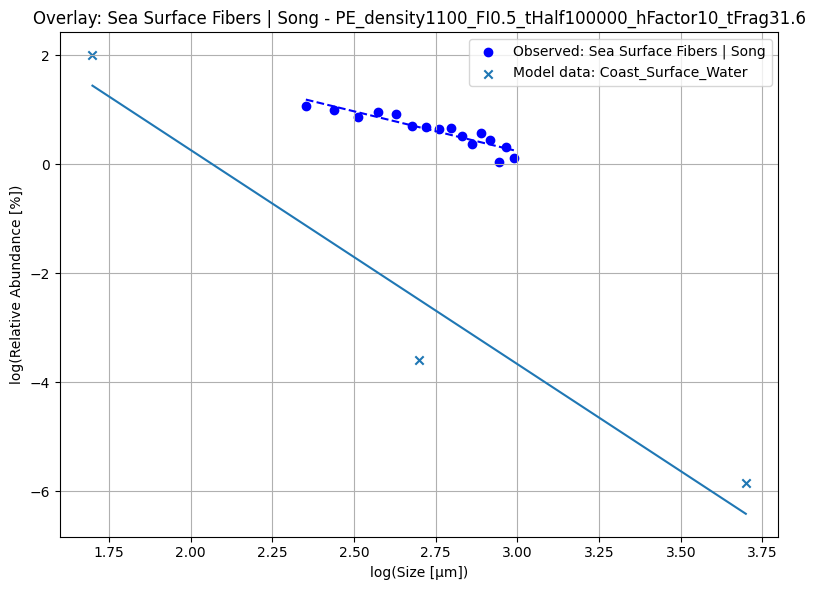 Overlay: Sea Surface Fibers | Song - PE_density1100_FI0.5_tHalf100000_hFactor10_tFrag31.6
Observed: Sea Surface Fibers | Song
Model data: Coast_Surface_Water
log(Relative Abundance [%])
2
0
−2
−4
−6
1.75
2.00
2.25
2.50
2.75
3.00
3.25
3.50
3.75
log(Size [μm])